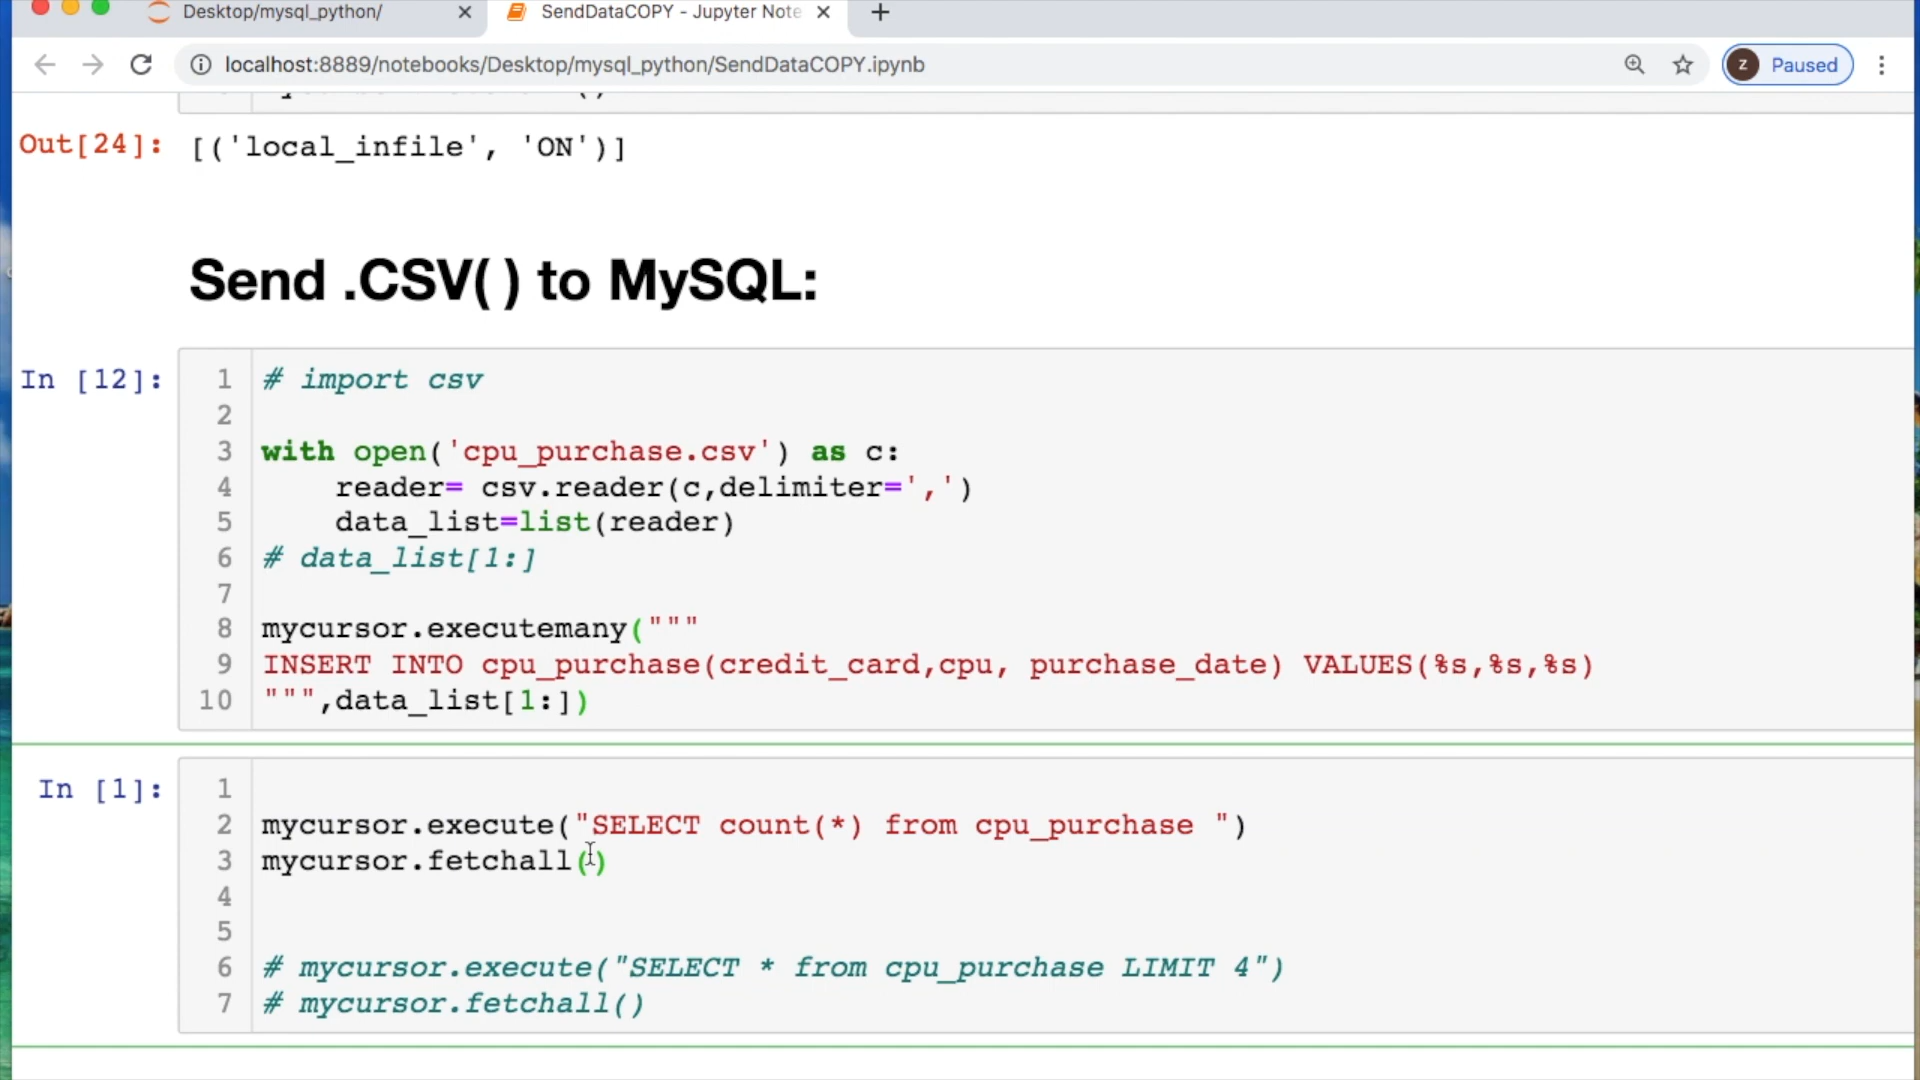 Desktop/mysql_python/
SendDataCOPY - Jupyter Note
localhost:8889/notebooks/Desktop/mysql_python/SendDataCOPY.ipynb
z Paused
Out[24]: [('local_infile', 'ON')]
Send .CSV( ) to MySQL:
In [12]:
1 # import csv
2
3 with open('cpu_purchase.csv') as c:
4     reader= csv.reader(c,delimiter=',')
5     data_list=list(reader)
6 # data_list[1:]
7
8 mycursor.executemany("""
9 INSERT INTO cpu_purchase(credit_card,cpu, purchase_date) VALUES(%s,%s,%s)
10 """,data_list[1:])
In [1]:
1
2 mycursor.execute("SELECT count(*) from cpu_purchase ")
3 mycursor.fetchall()
4
5
6 # mycursor.execute("SELECT * from cpu_purchase LIMIT 4")
7 # mycursor.fetchall()